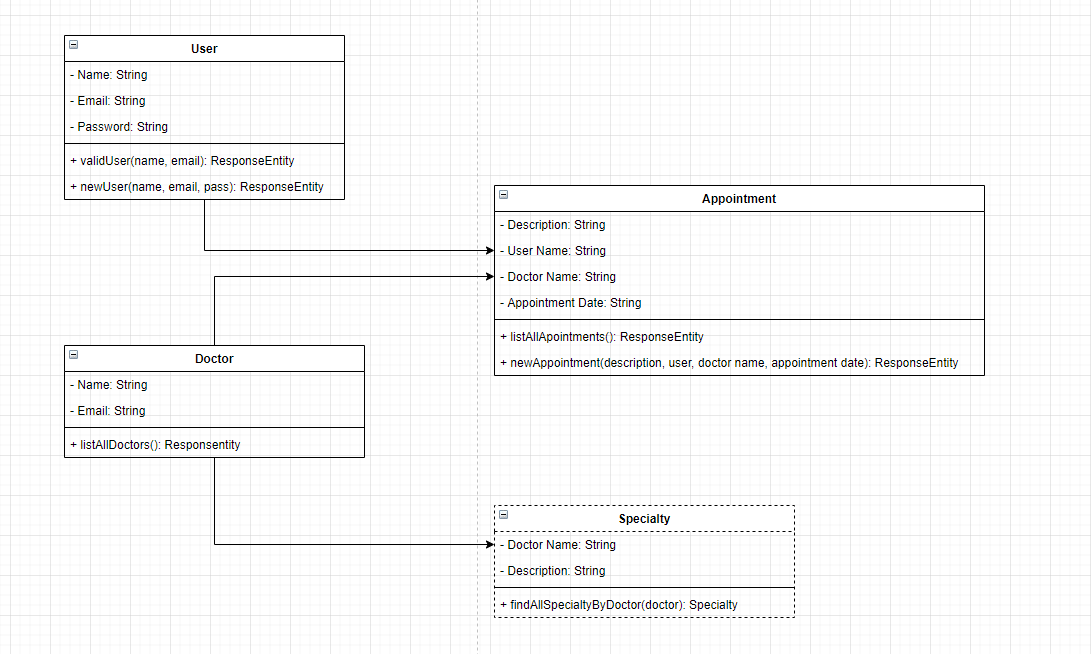 User
- Name: String
- Email: String
- Password: String
+ validUser(name, email): ResponseEntity
+ newUser(name, email, pass): ResponseEntity
Appointment
- Description: String
- User Name: String
- Doctor Name: String
- Appointment Date: String
+ listAllApointments(): ResponseEntity
+ newAppointment(description, user, doctor name, appointment date): ResponseEntity
Doctor
- Name: String
- Email: String
+ listAllDoctors(): Responsentity
Specialty
- Doctor Name: String
- Description: String
+ findAllSpecialtyByDoctor(doctor): Specialty